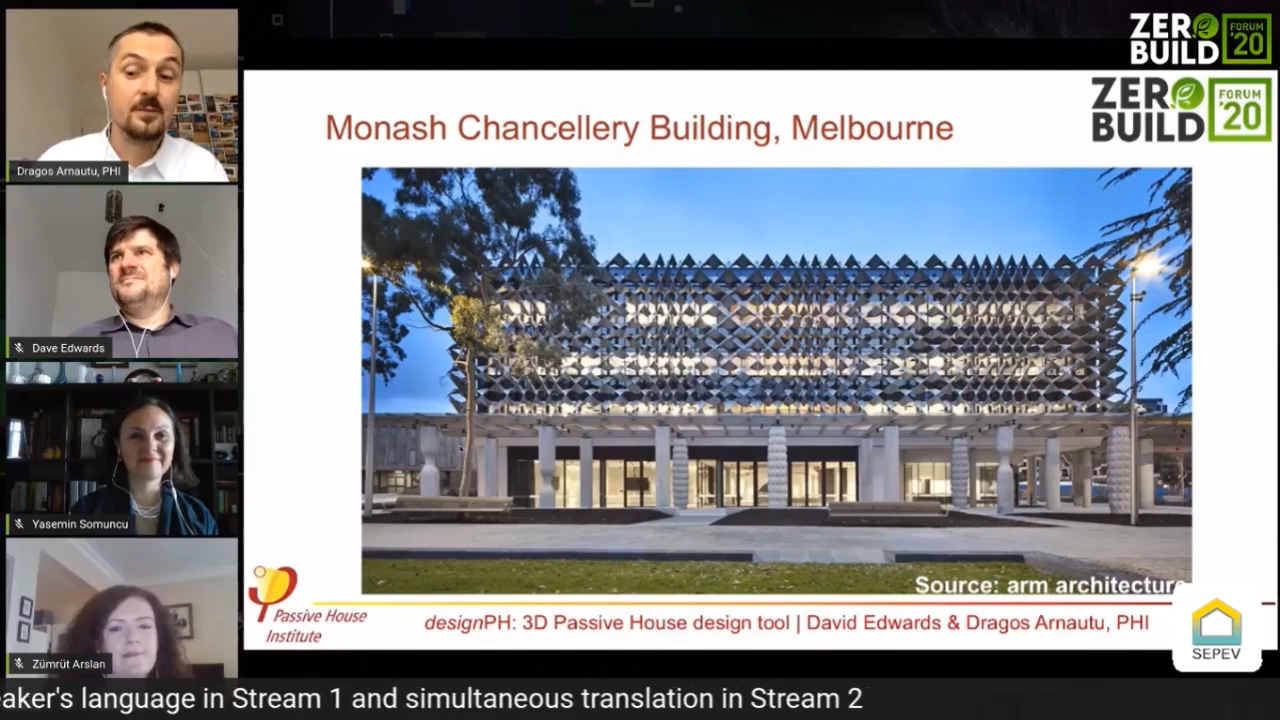 ZERO
BUILD
FORUM
'20
ZERO
BUILD
FORUM
'20
Monash Chancellery Building, Melbourne
Dragos Arnautu, PHI
Dave Edwards
Yasemin Somuncu
Zümrüt Arslan
Source: arm architecture
Passive House
Institute
designPH: 3D Passive House design tool | David Edwards & Dragos Arnautu, PHI
SEPEV
eaker's language in Stream 1 and simultaneous translation in Stream 2